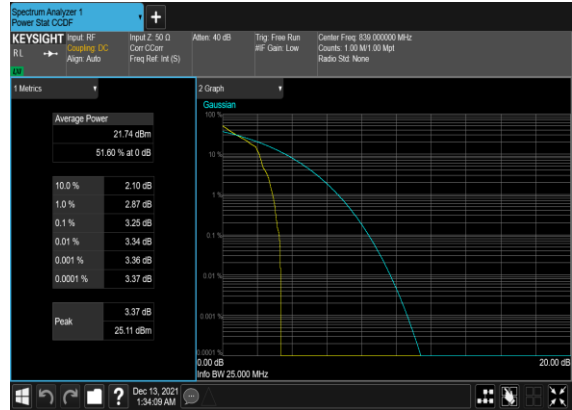 Spectrum Analyzer 1
Power Stat CCDF
KEYSIGHT
RL
Input: RF
Coupling: DC
Align: Auto
Input Z: 50 Ω
Corr CCorr
Freq Ref: Int (S)
Atten: 40 dB
Trig: Free Run
#IF Gain: Low
Center Freq: 839.000000 MHz
Counts: 1.00 M/1.00 Mpt
Radio Std: None
1 Metrics
Average Power
21.74 dBm
51.60 % at 0 dB
10.0 % 2.10 dB
1.0 % 2.87 dB
0.1 % 3.25 dB
0.01 % 3.34 dB
0.001 % 3.36 dB
0.0001 % 3.37 dB
Peak
3.37 dB
25.11 dBm
2 Graph
Gaussian
100 %
10 %
1 %
0.1 %
0.01 %
0.001 %
0.0001 %
0.00 dB
20.00 dB
Info BW 25.000 MHz
Dec 13, 2021
1:34:09 AM